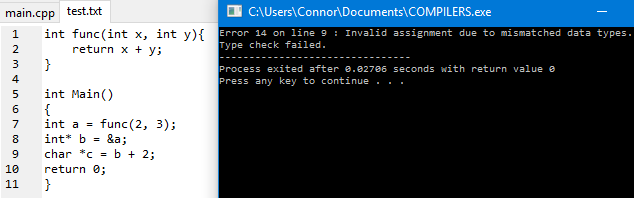 main.cpp test.txt
1 int func(int x, int y){
2 return x + y;
3 }
4
5 int Main()
6 {
7 int a = func(2, 3);
8 int* b = &a;
9 char *c = b + 2;
10 return 0;
11 }
C:\Users\Connor\Documents\COMPILERS.exe
Error 14 on line 9 : Invalid assignment due to mismatched data types.
Type check failed.
--------------------------------
Process exited after 0.02706 seconds with return value 0
Press any key to continue . . .